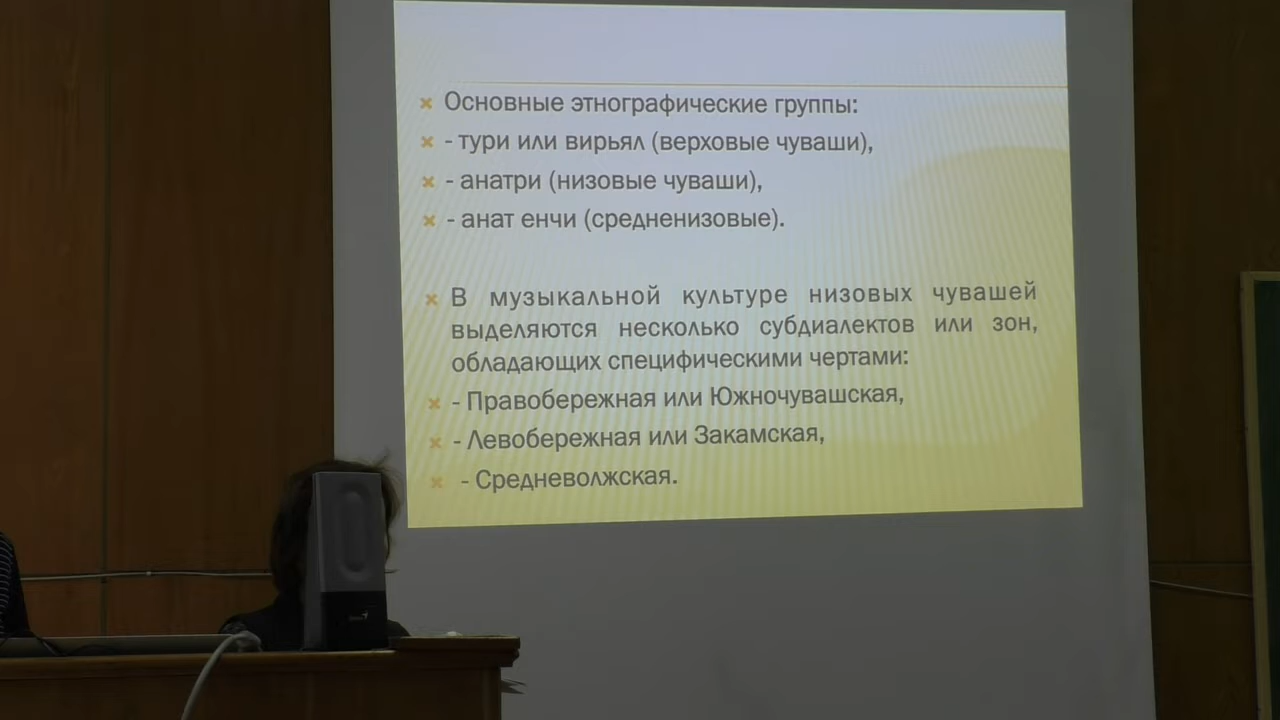 Основные этнографические группы:
- тури или вирьял (верховые чуваши),
- анатри (низовые чуваши),
- анат енчи (средненизовые).
В музыкальной культуре низовых чувашей
выделяются несколько субдиалектов или зон,
обладающих специфическими чертами:
- Правобережная или Южночувашская,
- Левобережная или Закамская,
- Средневолжская.